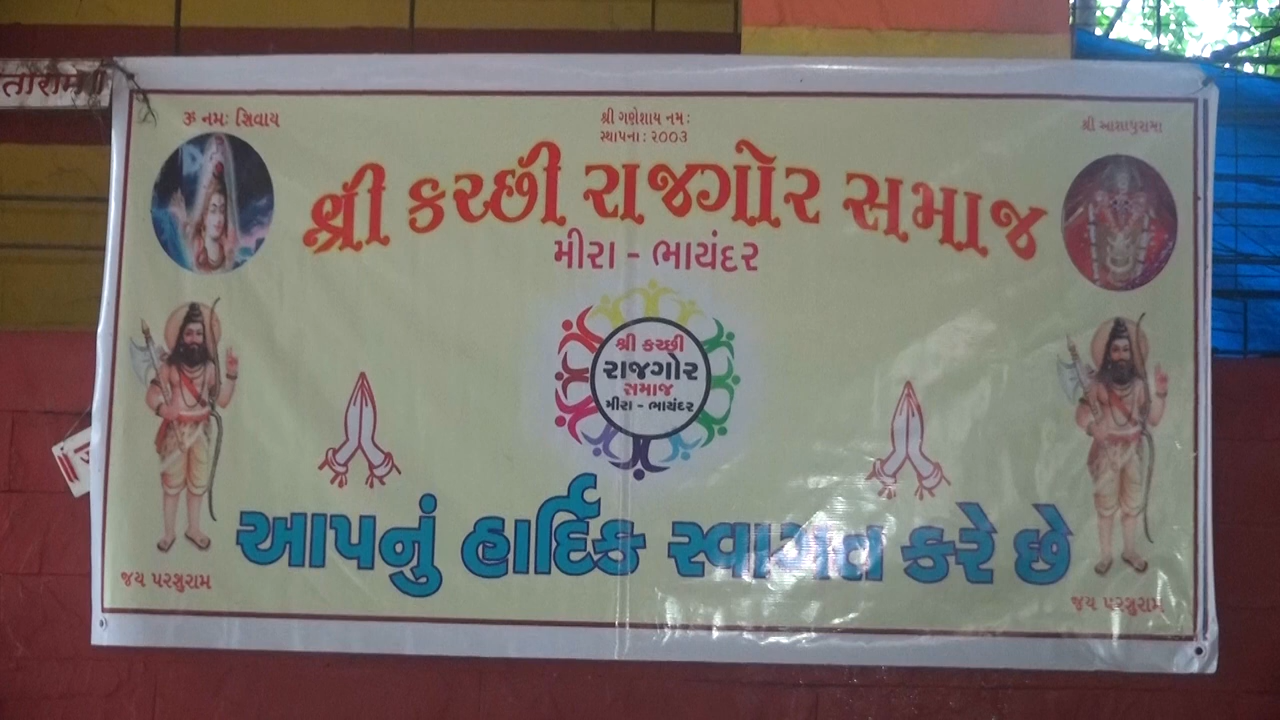 તારામ ॥
ૐ નમઃ સિવાય
શ્રી ગણેશાય નમ :
સ્થાપના : ૨૦૦૩
શ્રી આશાપુરામા
શ્રી કચ્છી રાજગોર સમાજ
મીરા - ભાયંદર
શ્રી કચ્છી
રાજગોર
સમાજ
મીરા - ભાયંદર
આપનું હાર્દિક સ્વાગત કરે છે
જય પરશુરામ
જય પરશુરામ